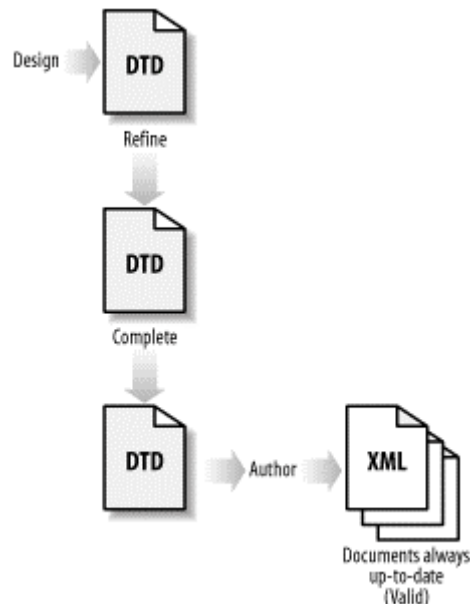 Design
DTD
Refine
DTD
Complete
DTD
Author
XML
Documents always
up-to-date
(Valid)